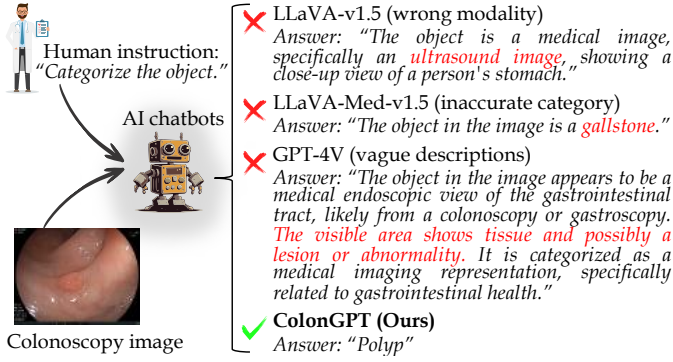 Human instruction:
“Categorize the object.”
AI chatbots
Colonoscopy image
LLaVA-v1.5 (wrong modality)
Answer: “The object is a medical image,
specifically an ultrasound image, showing a
close-up view of a person's stomach.”
LLaVA-Med-v1.5 (inaccurate category)
Answer: “The object in the image is a gallstone.”
GPT-4V (vague descriptions)
Answer: “The object in the image appears to be a
medical endoscopic view of the gastrointestinal
tract, likely from a colonoscopy or gastroscopy.
The visible area shows tissue and possibly a
lesion or abnormality. It is categorized as a
medical imaging representation, specifically
related to gastrointestinal health.”
ColonGPT (Ours)
Answer: “Polyp”